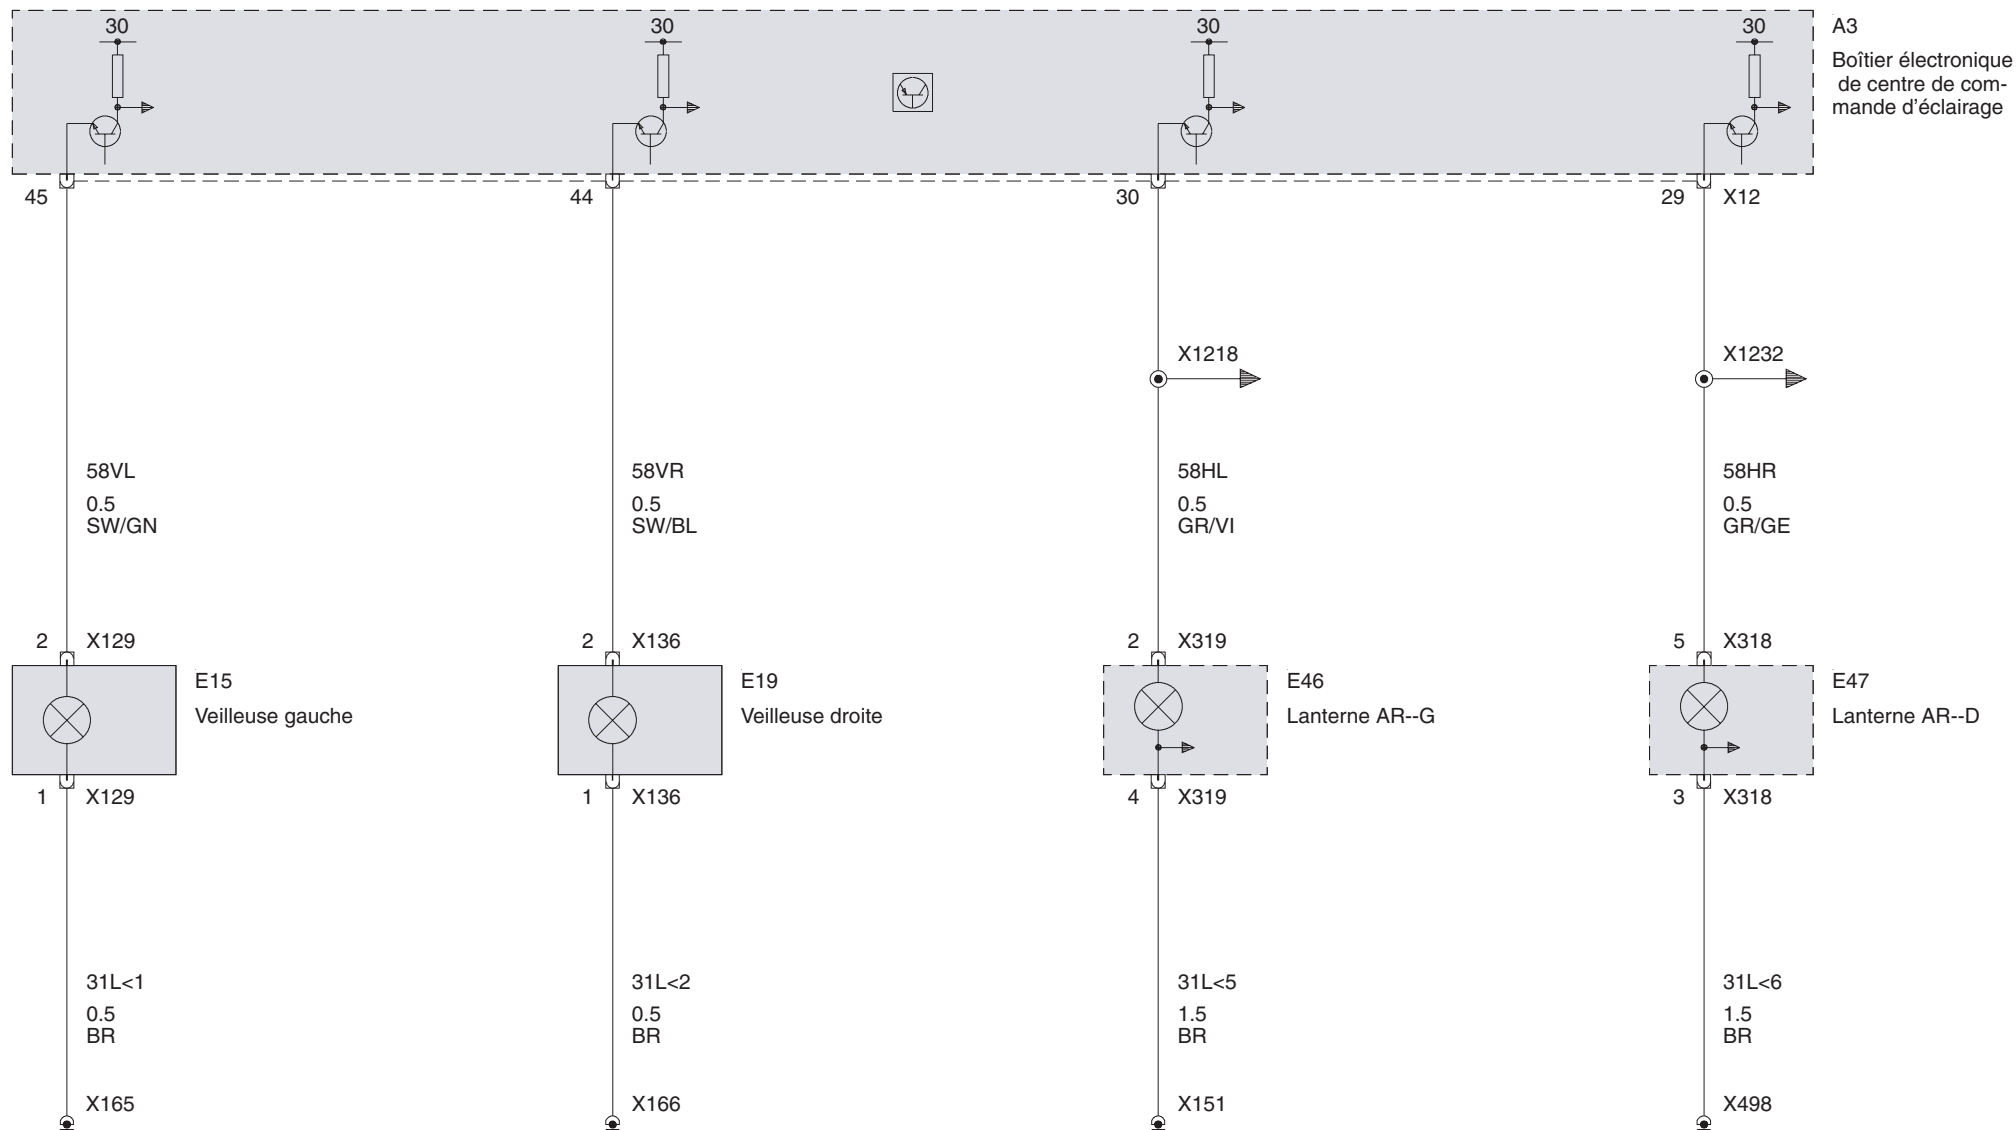 30 30 30 30
A3
Boîtier électronique
de centre de com-
mande d'éclairage
45 44 30 29 X12
X1218 X1232
58VL 58VR 58HL 58HR
0.5 0.5 0.5 0.5
SW/GN SW/BL GR/VI GR/GE
2 X129 2 X136 2 X319 5 X318
E15 E19 E46 E47
Veilleuse gauche Veilleuse droite Lanterne AR--G Lanterne AR--D
1 X129 1 X136 4 X319 3 X318
31L<1 31L<2 31L<5 31L<6
0.5 0.5 1.5 1.5
BR BR BR BR
X165 X166 X151 X498